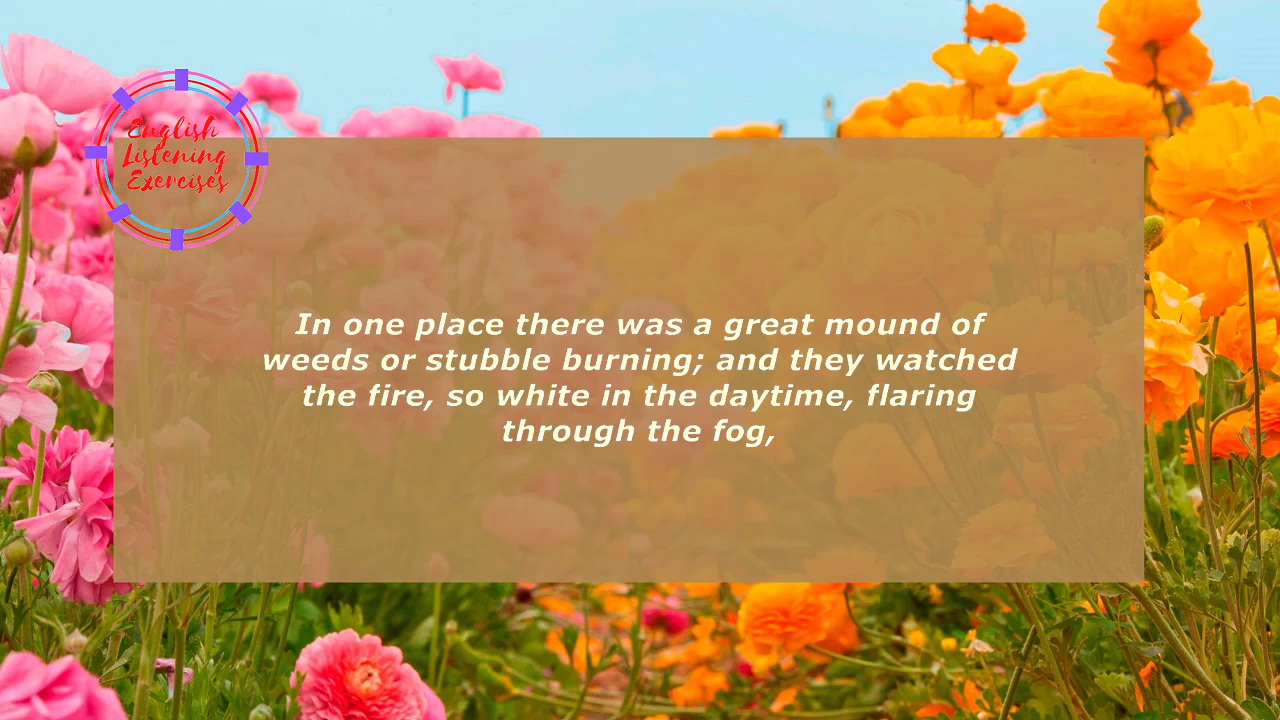 English
Listening
Exercises
In one place there was a great mound of
weeds or stubble burning; and they watched
the fire, so white in the daytime, flaring
through the fog,